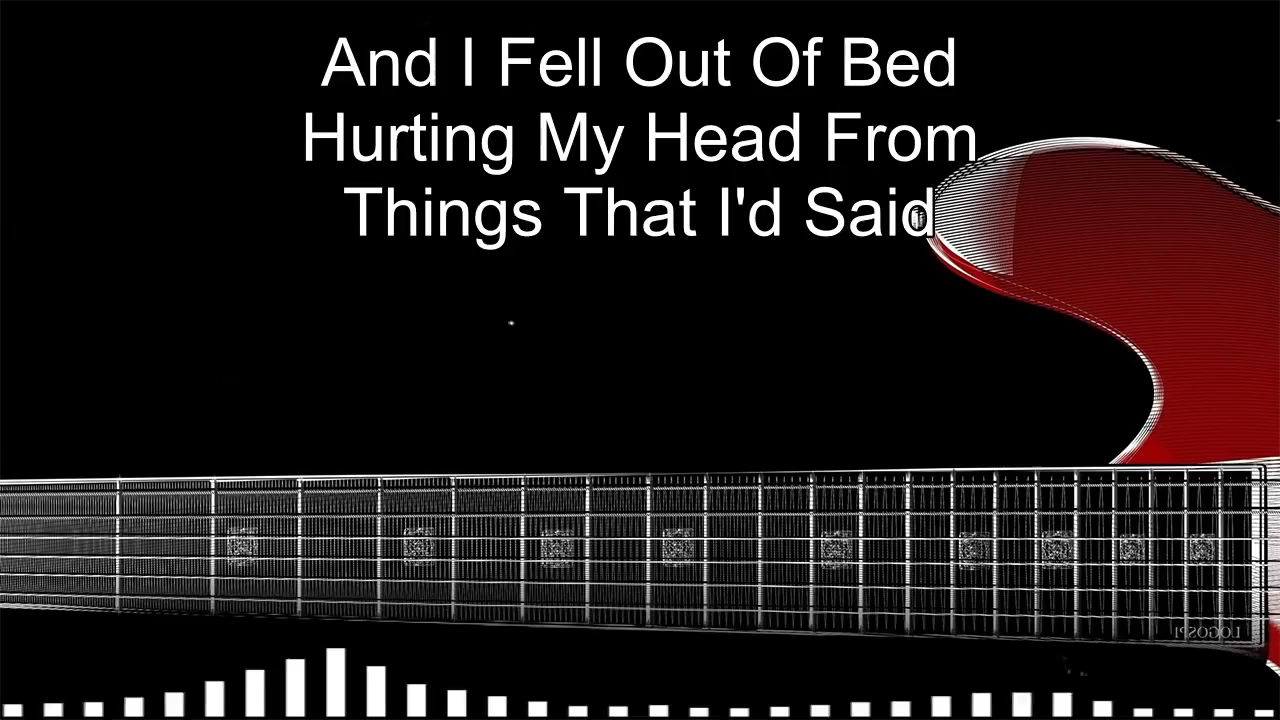 And I Fell Out Of Bed
Hurting My Head From
Things That I'd Said